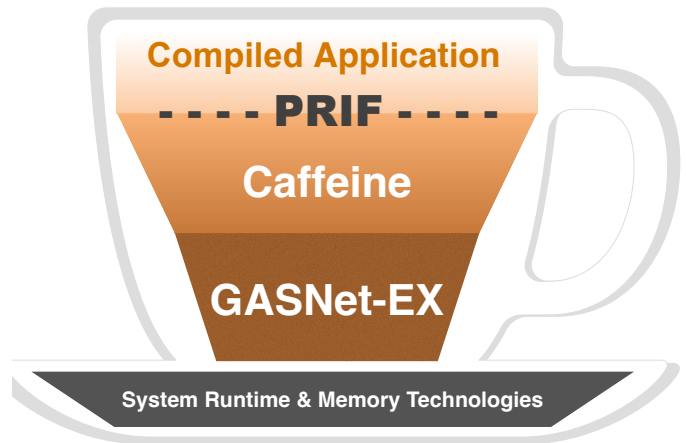 Compiled Application
- - - - PRIF - - - -
Caffeine
GASNet-EX
System Runtime & Memory Technologies